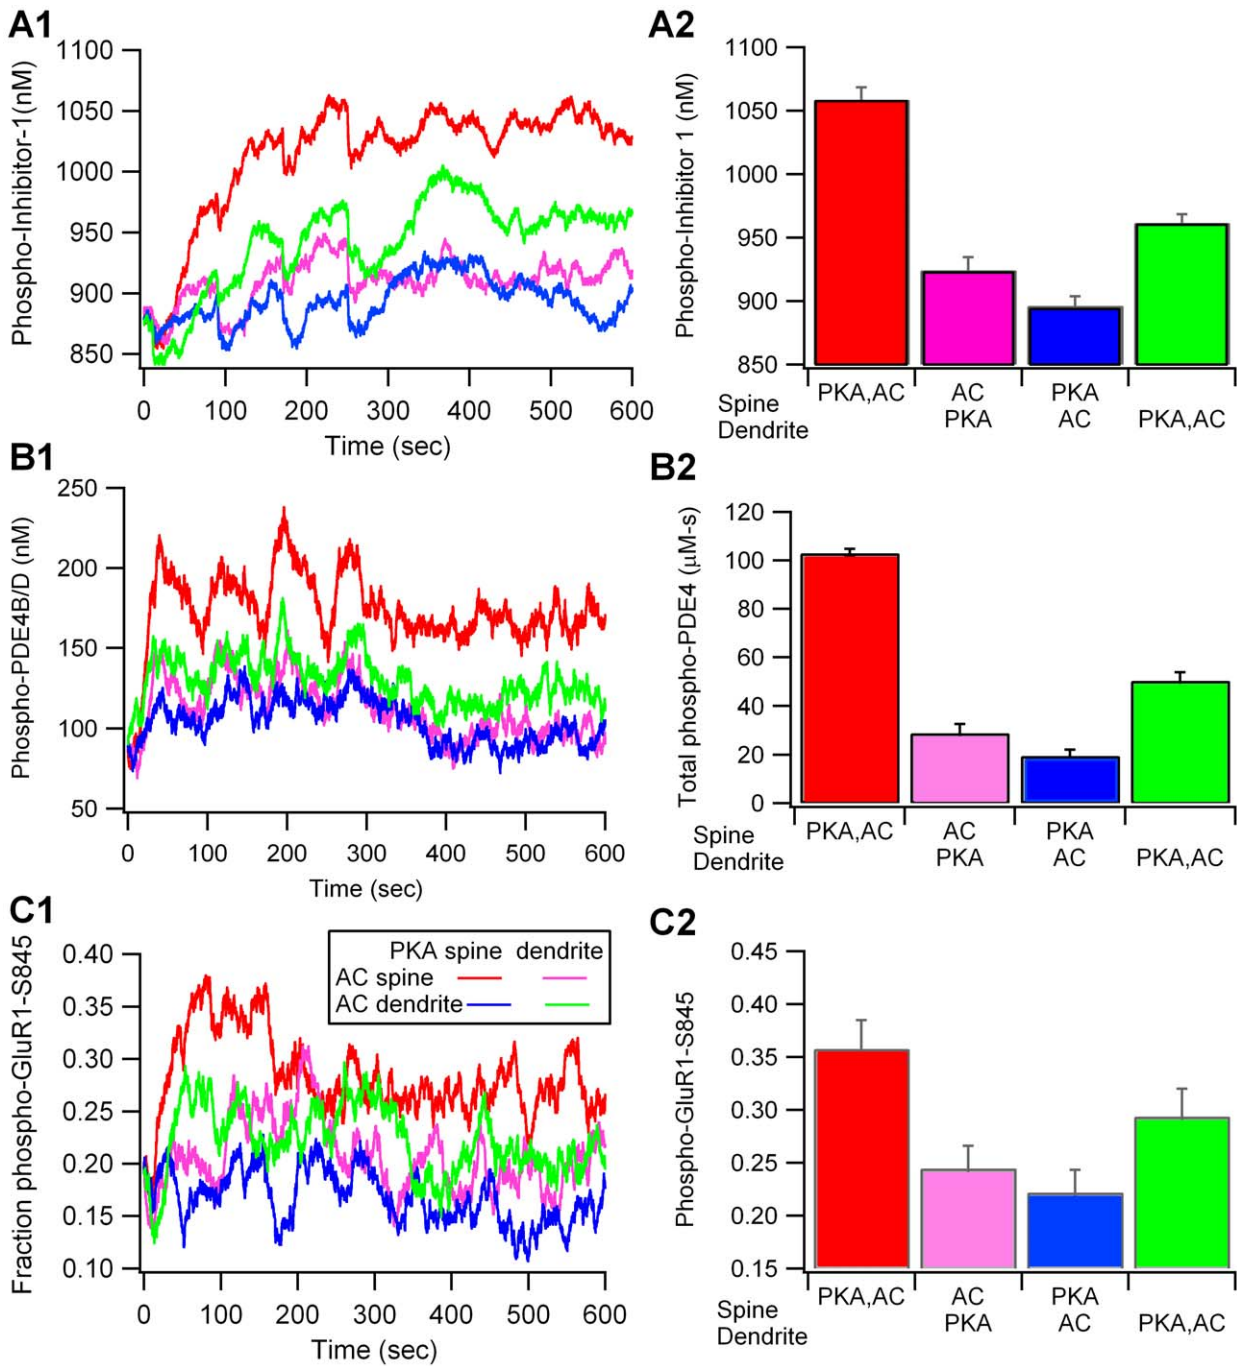 A1
Phospho-Inhibitor-1(nM)
1100
1050
1000
950
900
850
0 100 200 300 400 500 600
Time (sec)
A2
Phospho-Inhibitor 1 (nM)
1100
1050
1000
950
900
850
PKA,AC AC PKA
Spine
PKA AC PKA,AC
Dendrite
B1
Phospho-PDE4B/D (nM)
250
200
150
100
50
0 100 200 300 400 500 600
Time (sec)
B2
Total phospho-PDE4 (μM-s)
120
100
80
60
40
20
0
PKA,AC AC PKA
Spine
PKA AC PKA,AC
Dendrite
C1
Fraction phospho-GluR1-S845
0.40
0.35
0.30
0.25
0.20
0.15
0.10
PKA spine dendrite
AC spine
AC dendrite
0 100 200 300 400 500 600
Time (sec)
C2
Phospho-GluR1-S845
0.45
0.40
0.35
0.30
0.25
0.20
0.15
PKA,AC AC PKA
Spine
PKA AC PKA,AC
Dendrite